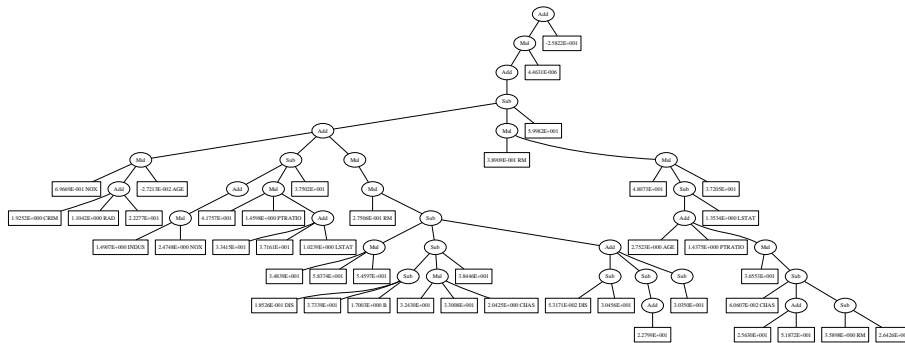 Add
Mul
-2.5822E+001
Add
4.4631E-006
Sub
Add
Mul
5.9982E+001
Mul
Sub
Mul
3.8909E-001 RM
Mul
6.9669E-001 NOX
Add
-2.7213E-002 AGE
Add
Mul
3.7502E+001
Mul
4.8073E+001
Sub
3.7205E+001
1.9252E+000 CRIM
1.1042E+000 RAD
2.2277E+001
Mul
4.1757E+001
1.4598E+000 PTRATIO
Add
2.7506E-001 RM
Sub
Add
1.3534E+000 LSTAT
1.4907E+000 INDUS
2.4748E+000 NOX
3.3415E+001
3.7161E+001
1.0239E+000 LSTAT
Mul
Sub
Add
2.7523E+000 AGE
1.4375E+000 PTRATIO
Mul
3.4839E+001
5.8374E+001
5.4597E+001
Sub
Mul
3.8446E+001
Sub
Sub
Sub
3.6553E+001
Sub
1.8526E-001 DIS
3.7339E+001
1.7003E+000 B
3.2430E+001
3.3008E+001
2.0425E+000 CHAS
5.3171E-002 DIS
3.0456E+001
Add
3.0350E+001
6.0607E-002 CHAS
Add
Sub
2.2799E+001
2.5630E+001
5.1872E+001
3.5898E+000 RM